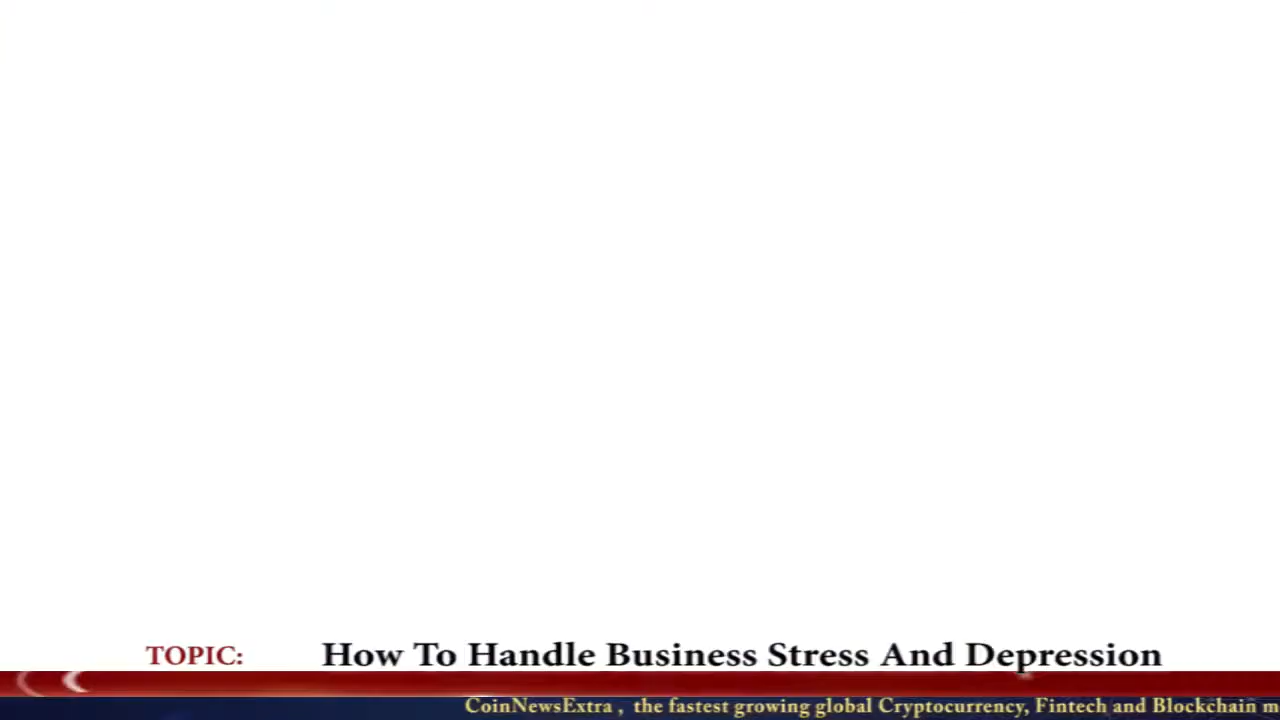 TOPIC: How To Handle Business Stress And Depression
CoinNewsExtra , the fastest growing global Cryptocurrency, Fintech and Blockchain m